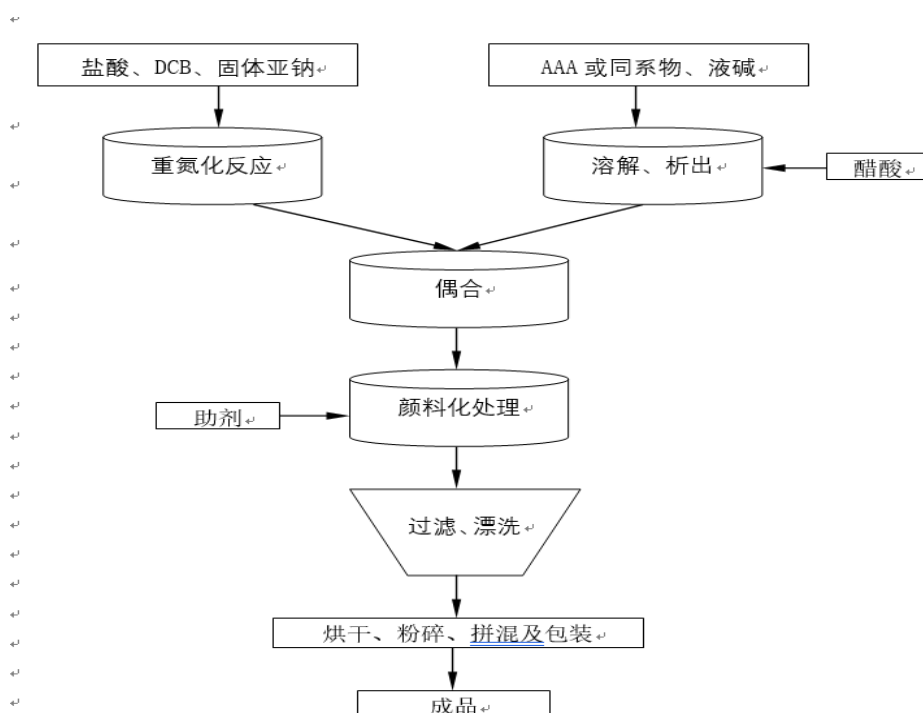 盐酸、DCB、固体亚钠
AAA 或同系物、液碱
重氮化反应
溶解、析出
醋酸
偶合
颜料化处理
助剂
过滤、漂洗
烘干、粉碎、拼混及包装
成品